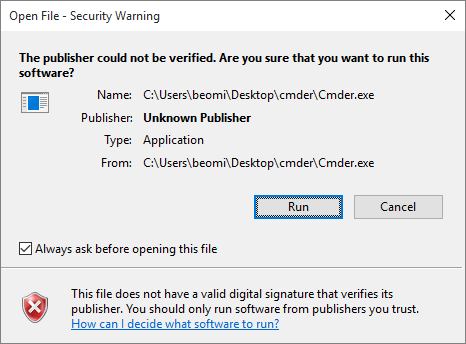 Open File - Security Warning
The publisher could not be verified. Are you sure that you want to run this
software?
Name: C:\Users\beomi\Desktop\cmder\Cmder.exe
Publisher: Unknown Publisher
Type: Application
From: C:\Users\beomi\Desktop\cmder\Cmder.exe
Run Cancel
Always ask before opening this file
This file does not have a valid digital signature that verifies its
publisher. You should only run software from publishers you trust.
How can I decide what software to run?